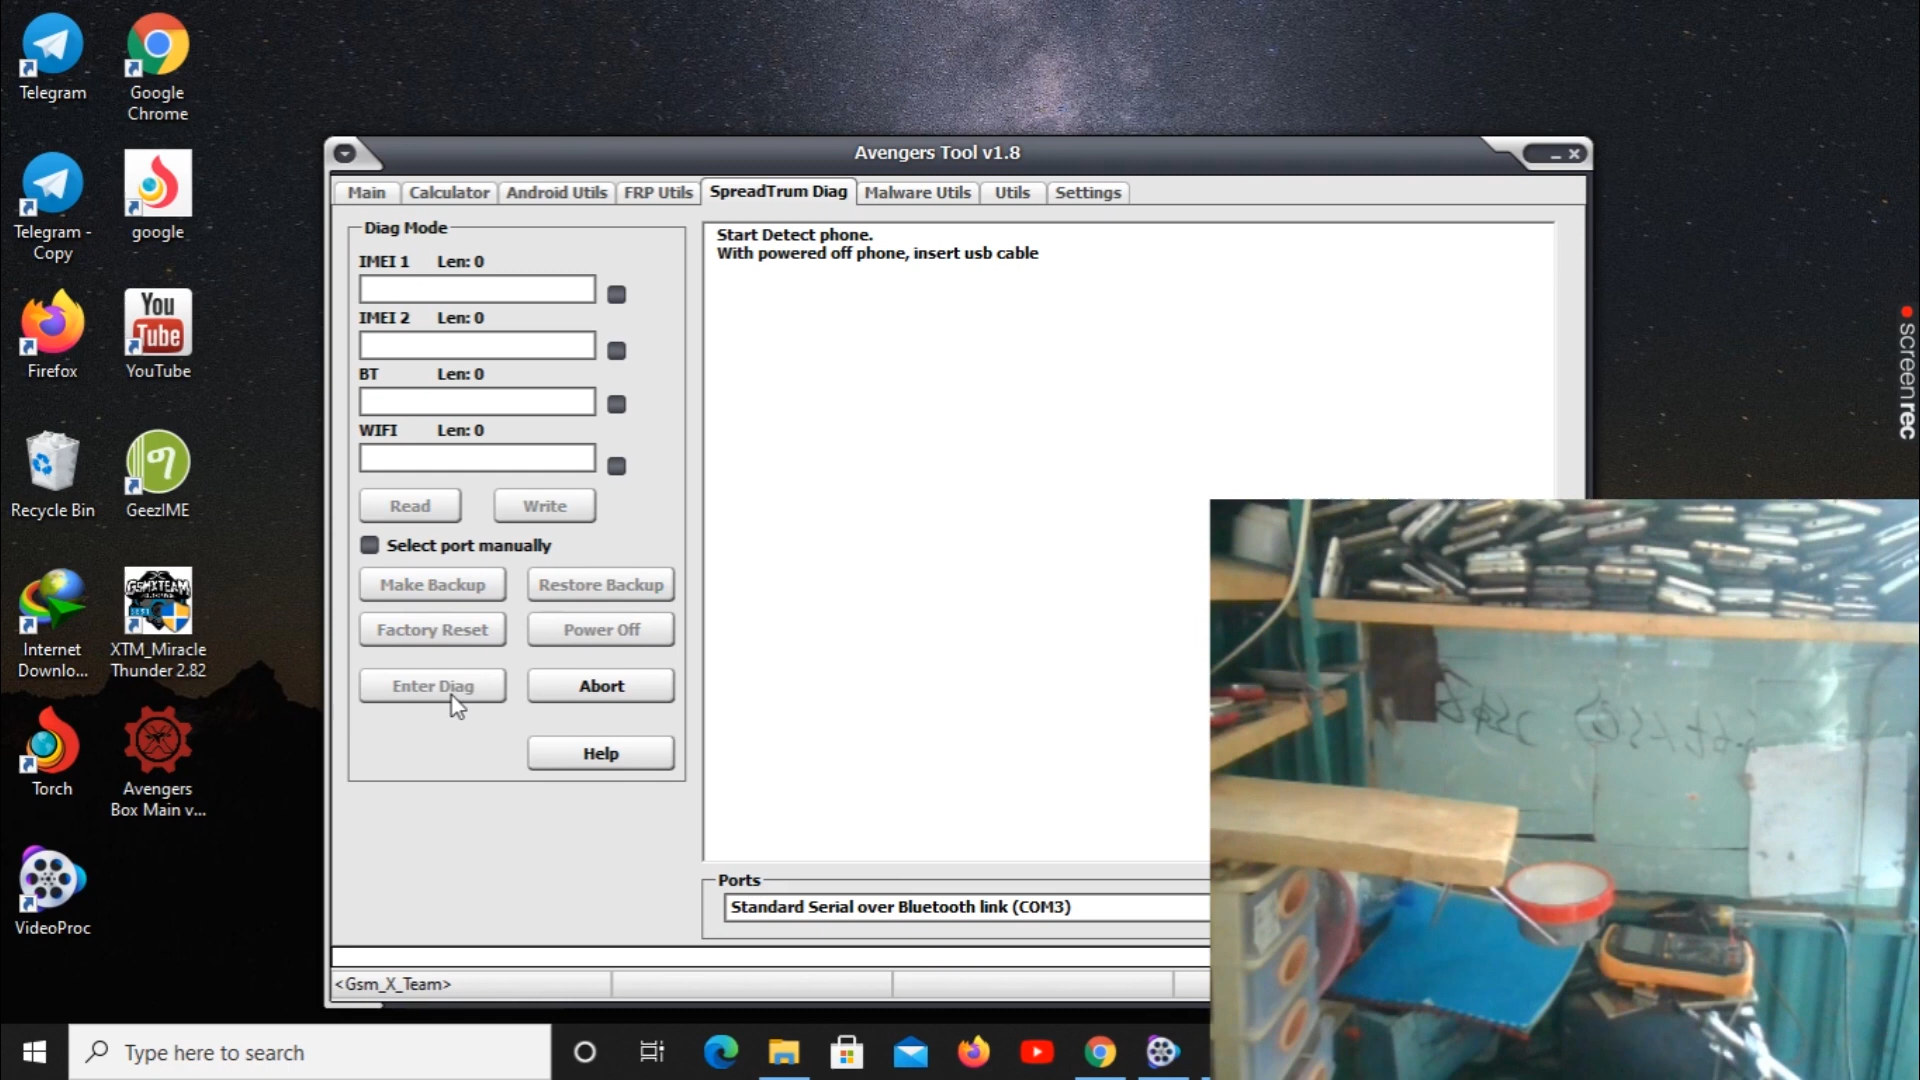 Telegram
Google
Chrome
Telegram -
Copy
google
Firefox
You
Tube
YouTube
Recycle Bin
GeezIME
Internet
Downlo...
GSMXTEAM
XTM_Miracle
Thunder 2.82
Torch
Avengers
Box Main v...
VideoProc
Avengers Tool v1.8
Main
Calculator
Android Utils
FRP Utils
SpreadTrum Diag
Malware Utils
Utils
Settings
Diag Mode
IMEI 1 Len: 0
IMEI 2 Len: 0
BT Len: 0
WIFI Len: 0
Read
Write
Select port manually
Make Backup
Restore Backup
Factory Reset
Power Off
Enter Diag
Abort
Help
Start Detect phone.
With powered off phone, insert usb cable
Ports
Standard Serial over Bluetooth link (COM3)
<Gsm_X_Team>
Type here to search
screenrec